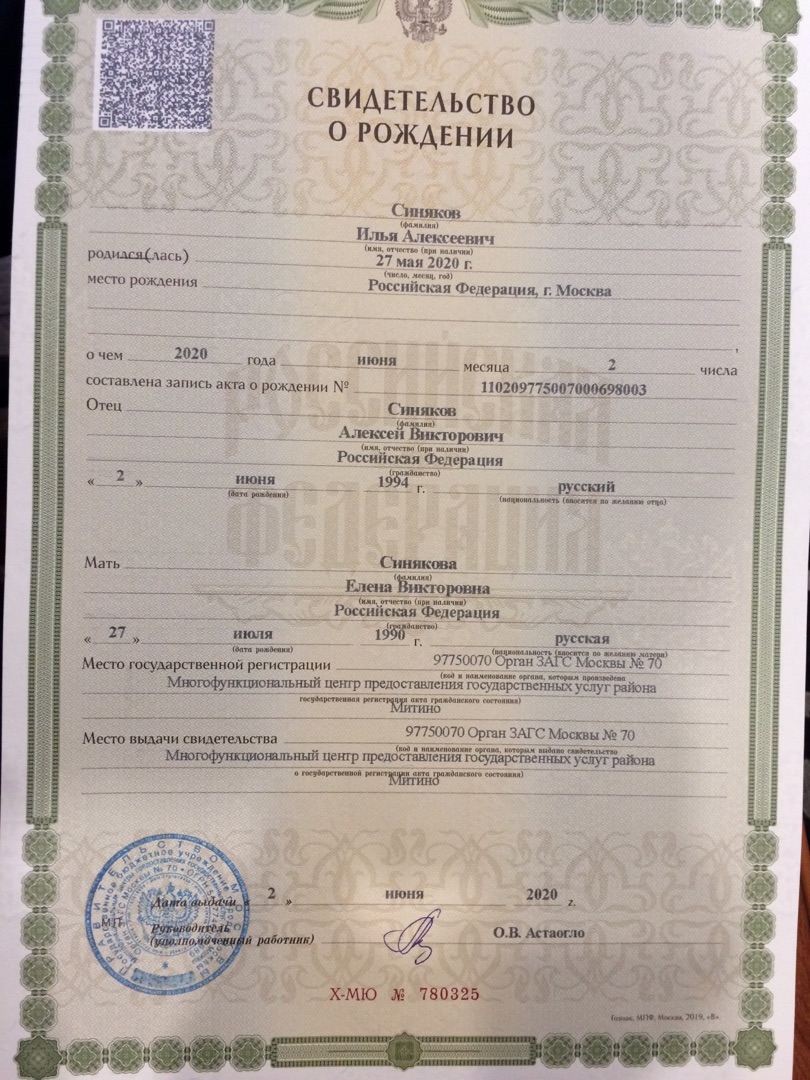 СВИДЕТЕЛЬСТВО
О РОЖДЕНИИ
Синяков
(фамилия)
Илья Алексеевич
(имя, отчество (при наличии)
родился(лась) 27 мая 2020 г.
(число, месяц, год)
место рождения Российская Федерация, г. Москва
,
о чем 2020 года июня месяца 2 числа
составлена запись акта о рождении № 110209775007000698003
Отец Синяков
(фамилия)
Алексей Викторович
(имя, отчество (при наличии)
Российская Федерация
(гражданство)
« 2 » июня 1994 г. русский
(дата рождения) (национальность (вносится по желанию отца)
Мать Синякова
(фамилия)
Елена Викторовна
(имя, отчество (при наличии)
Российская Федерация
(гражданство)
« 27 » июля 1990 г. русская
(дата рождения) (национальность (вносится по желанию матери)
Место государственной регистрации 97750070 Орган ЗАГС Москвы № 70
(код и наименование органа, которым произведена
Многофункциональный центр предоставления государственных услуг района
государственная регистрация акта гражданского состояния)
Митино
Место выдачи свидетельства 97750070 Орган ЗАГС Москвы № 70
(код и наименование органа, которым выдано свидетельство
Многофункциональный центр предоставления государственных услуг района
о государственной регистрации акта гражданского состояния)
Митино
Дата выдачи « 2 » июня 2020 г.
МП
Руководитель
(уполномоченный работник) О.В. Астаогло
X-МЮ № 780325
Гознак, МПФ, Москва, 2019, «В».
РОССИЙСКАЯ
ФЕДЕРАЦИЯ